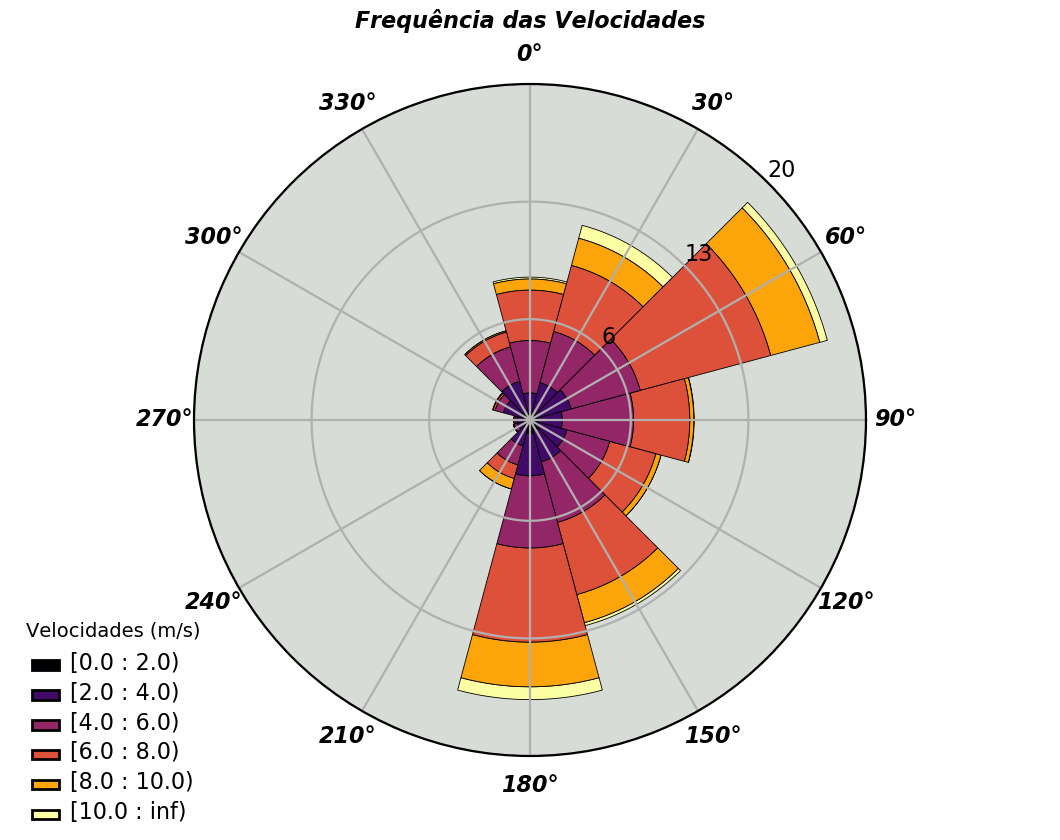 Frequência das Velocidades
0°
330°
30°
20
300°
60°
13
6
270°
90°
240°
120°
210°
150°
180°
Velocidades (m/s)
[0.0 : 2.0)
[2.0 : 4.0)
[4.0 : 6.0)
[6.0 : 8.0)
[8.0 : 10.0)
[10.0 : inf)